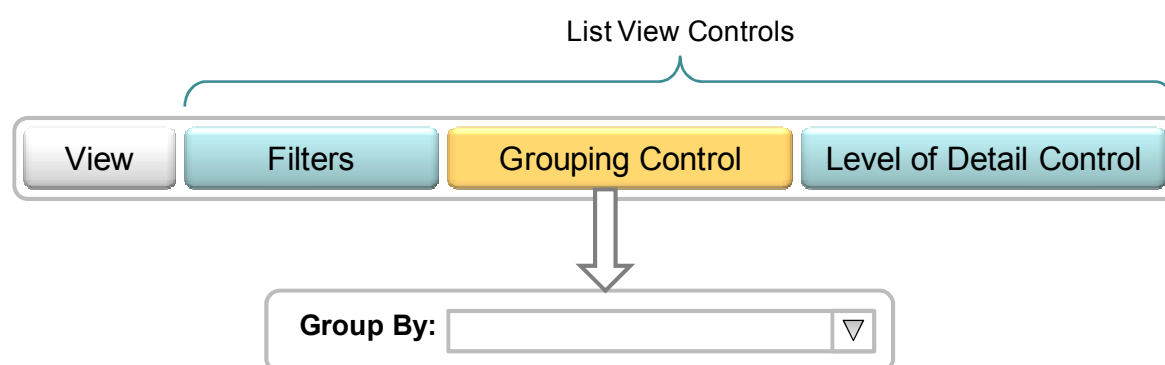 List View Controls
View Filters Grouping Control Level of Detail Control
Group By: